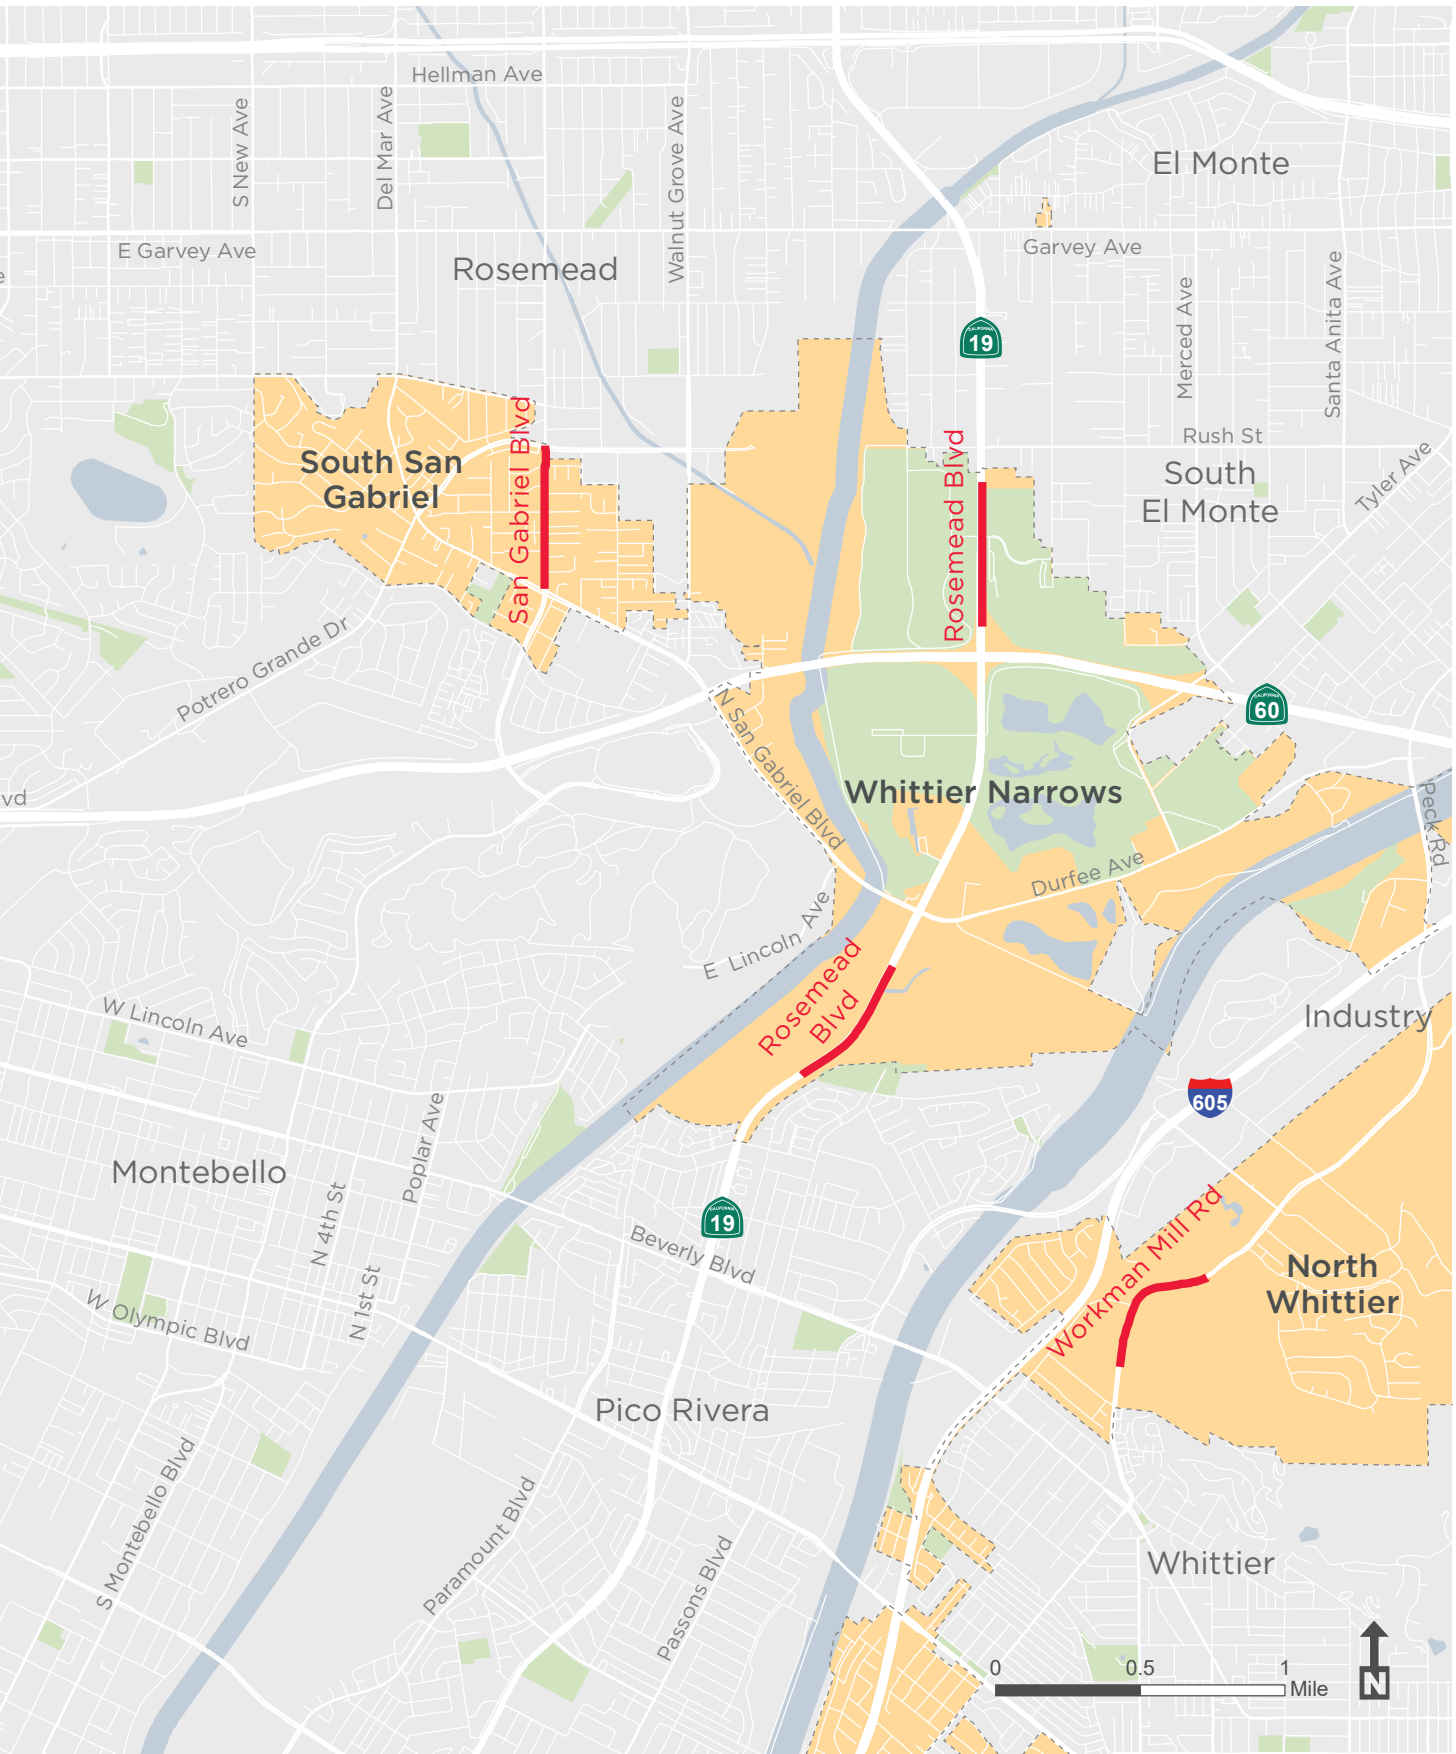 Hellman Ave
S New Ave
Del Mar Ave
Walnut Grove Ave
El Monte
E Garvey Ave
Garvey Ave
Rosemead
Merced Ave
Santa Anita Ave
CALIFORNIA
19
San Gabriel Blvd
Rosemead Blvd
Rush St
South San
Gabriel
South
El Monte
Tyler Ave
Potrero Grande Dr
N San Gabriel Blvd
CALIFORNIA
60
vd
Whittier Narrows
Peck Rd
Durfee Ave
E Lincoln Ave
Rosemead
Blvd
W Lincoln Ave
Industry
605
Poplar Ave
Montebello
N 4th St
CALIFORNIA
19
Workman Mill Rd
Beverly Blvd
North
Whittier
N 1st St
W Olympic Blvd
Pico Rivera
S Montebello Blvd
Paramount Blvd
Passons Blvd
Whittier
0 0.5 1
Mile
N